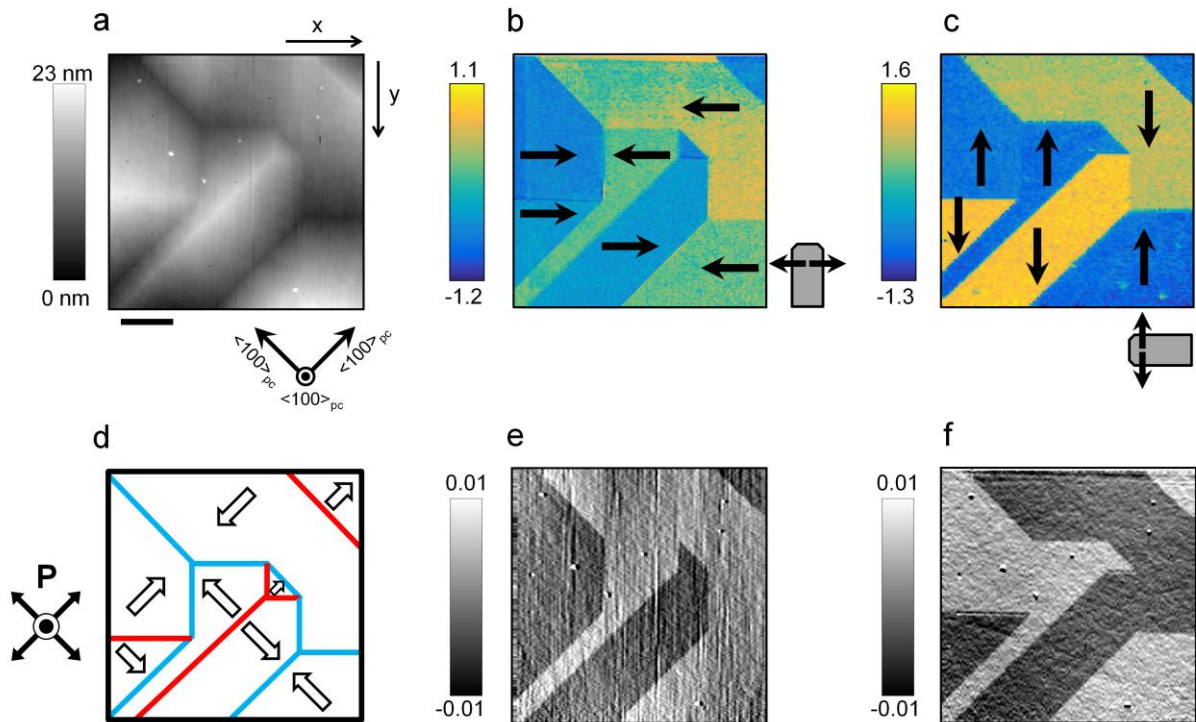 a
x
b
c
23 nm
y
1.1
1.6
0 nm
-1.2
-1.3
<100>pc
<100>pc
<100>pc
d
e
f
0.01
0.01
P
-0.01
-0.01